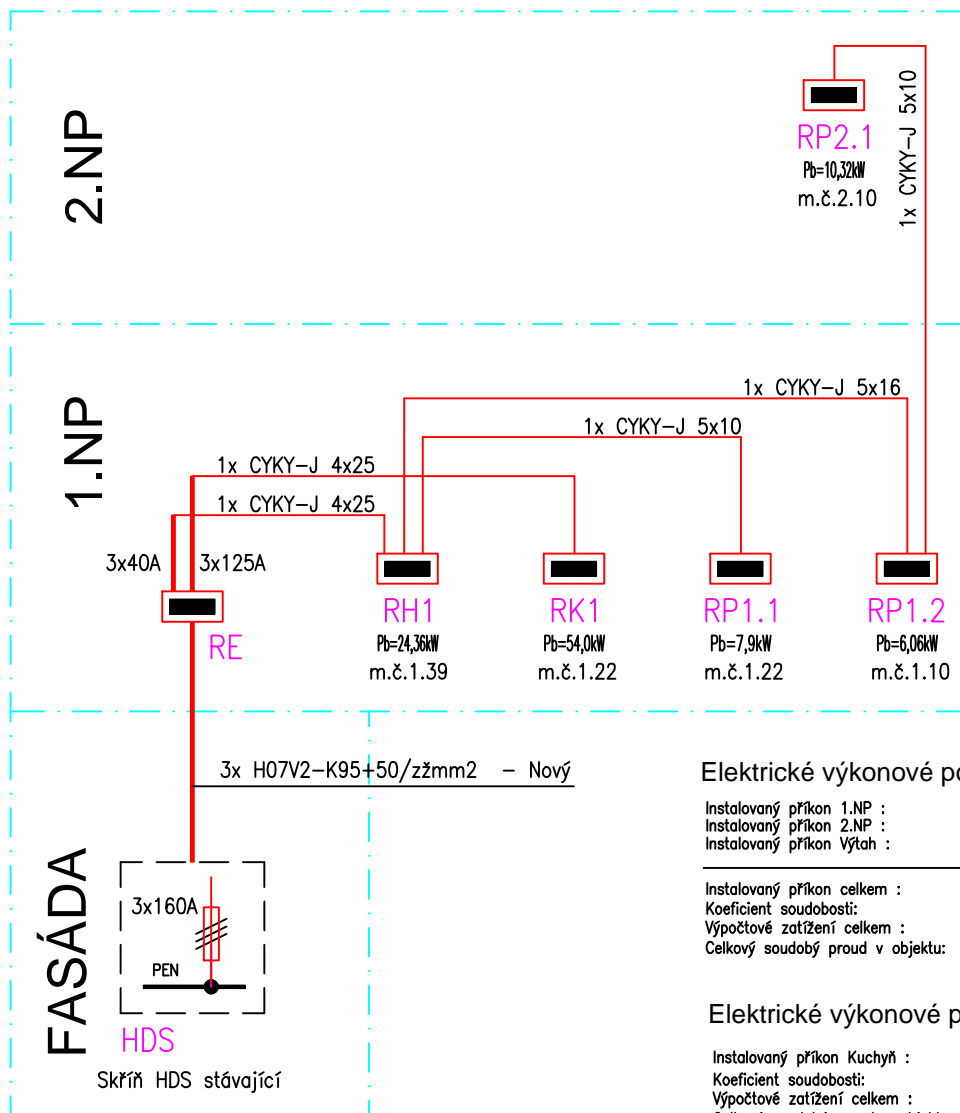 2.NP
RP2.1
Pb=10,32kW
m.č.2.10
1x CYKY-J 5x10
1.NP
1x CYKY-J 5x16
1x CYKY-J 5x10
1x CYKY-J 4x25
1x CYKY-J 4x25
3x40A
3x125A
RE
RH1
Pb=24,36kW
m.č.1.39
RK1
Pb=54,0kW
m.č.1.22
RP1.1
Pb=7,9kW
m.č.1.22
RP1.2
Pb=6,06kW
m.č.1.10
3x H07V2-K95+50/zžmm2 - Nový
FASÁDA
3x160A
PEN
HDS
Skříň HDS stávající
Elektrické výkonové po
Instalovaný příkon 1.NP :
Instalovaný příkon 2.NP :
Instalovaný příkon Výtah :
Instalovaný příkon celkem :
Koeficient soudobosti:
Výpočtové zatížení celkem :
Celkový soudobý proud v objektu:
Elektrické výkonové p
Instalovaný příkon Kuchyň :
Koeficient soudobosti:
Výpočtové zatížení celkem :